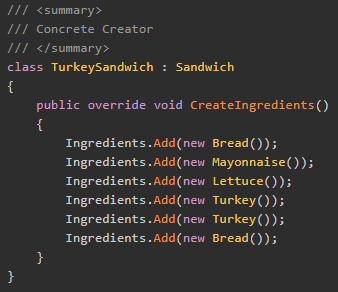 /// <summary>
/// Concrete Creator
/// </summary>
class TurkeySandwich : Sandwich
{
    public override void CreateIngredients()
    {
        Ingredients.Add(new Bread());
        Ingredients.Add(new Mayonnaise());
        Ingredients.Add(new Lettuce());
        Ingredients.Add(new Turkey());
        Ingredients.Add(new Turkey());
        Ingredients.Add(new Bread());
    }
}